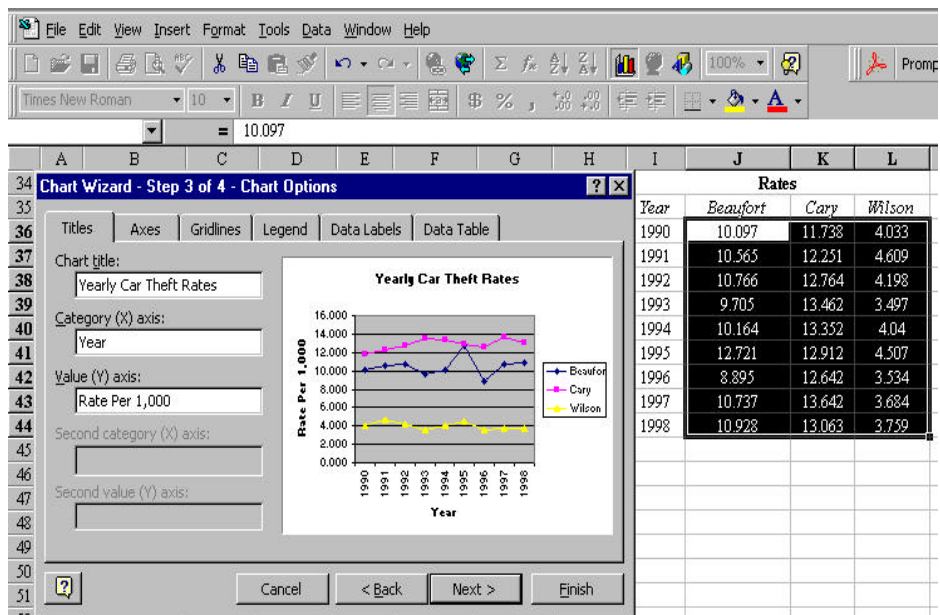 File Edit View Insert Format Tools Data Window Help
100%
Promp
Times New Roman 10 B I U $ % ,
= 10.097
A B C D E F G H I J K L
34 Chart Wizard - Step 3 of 4 - Chart Options ? X Rates
35 Year Beaufort Cary Wilson
36 1990 10.097 11.738 4.033
37 1991 10.565 12.251 4.609
38 1992 10.766 12.764 4.198
39 1993 9.705 13.462 3.497
40 1994 10.164 13.352 4.04
41 1995 12.721 12.912 4.507
42 1996 8.895 12.642 3.534
43 1997 10.737 13.642 3.684
44 1998 10.928 13.063 3.759
45
46
47
48
49
50
51
Titles Axes Gridlines Legend Data Labels Data Table
Chart title:
Yearly Car Theft Rates
Category (X) axis:
Year
Value (Y) axis:
Rate Per 1,000
Second category (X) axis:
Second value (Y) axis:
Yearly Car Theft Rates
Rate Per 1,000
16.000
14.000
12.000
10.000
8.000
6.000
4.000
2.000
0.000
1990 1991 1992 1993 1994 1995 1996 1997 1998
Year
Beaufor
Cary
Wilson
? Cancel < Back Next > Finish